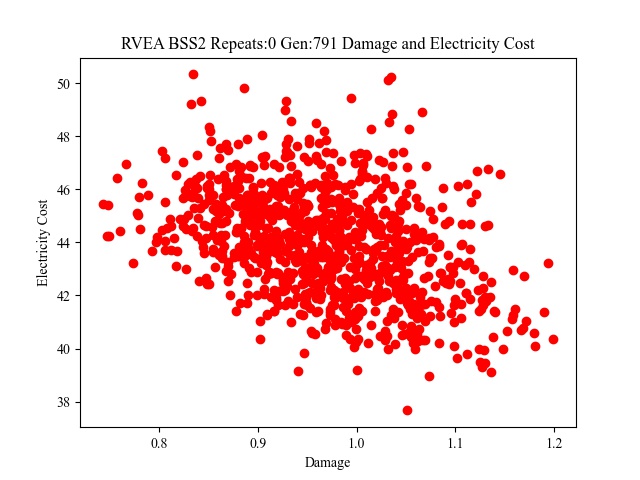 RVEA BSS2 Repeats:0 Gen:791 Damage and Electricity Cost
50
48
46
44
42
40
38
Electricity Cost
0.8 0.9 1.0 1.1 1.2
Damage